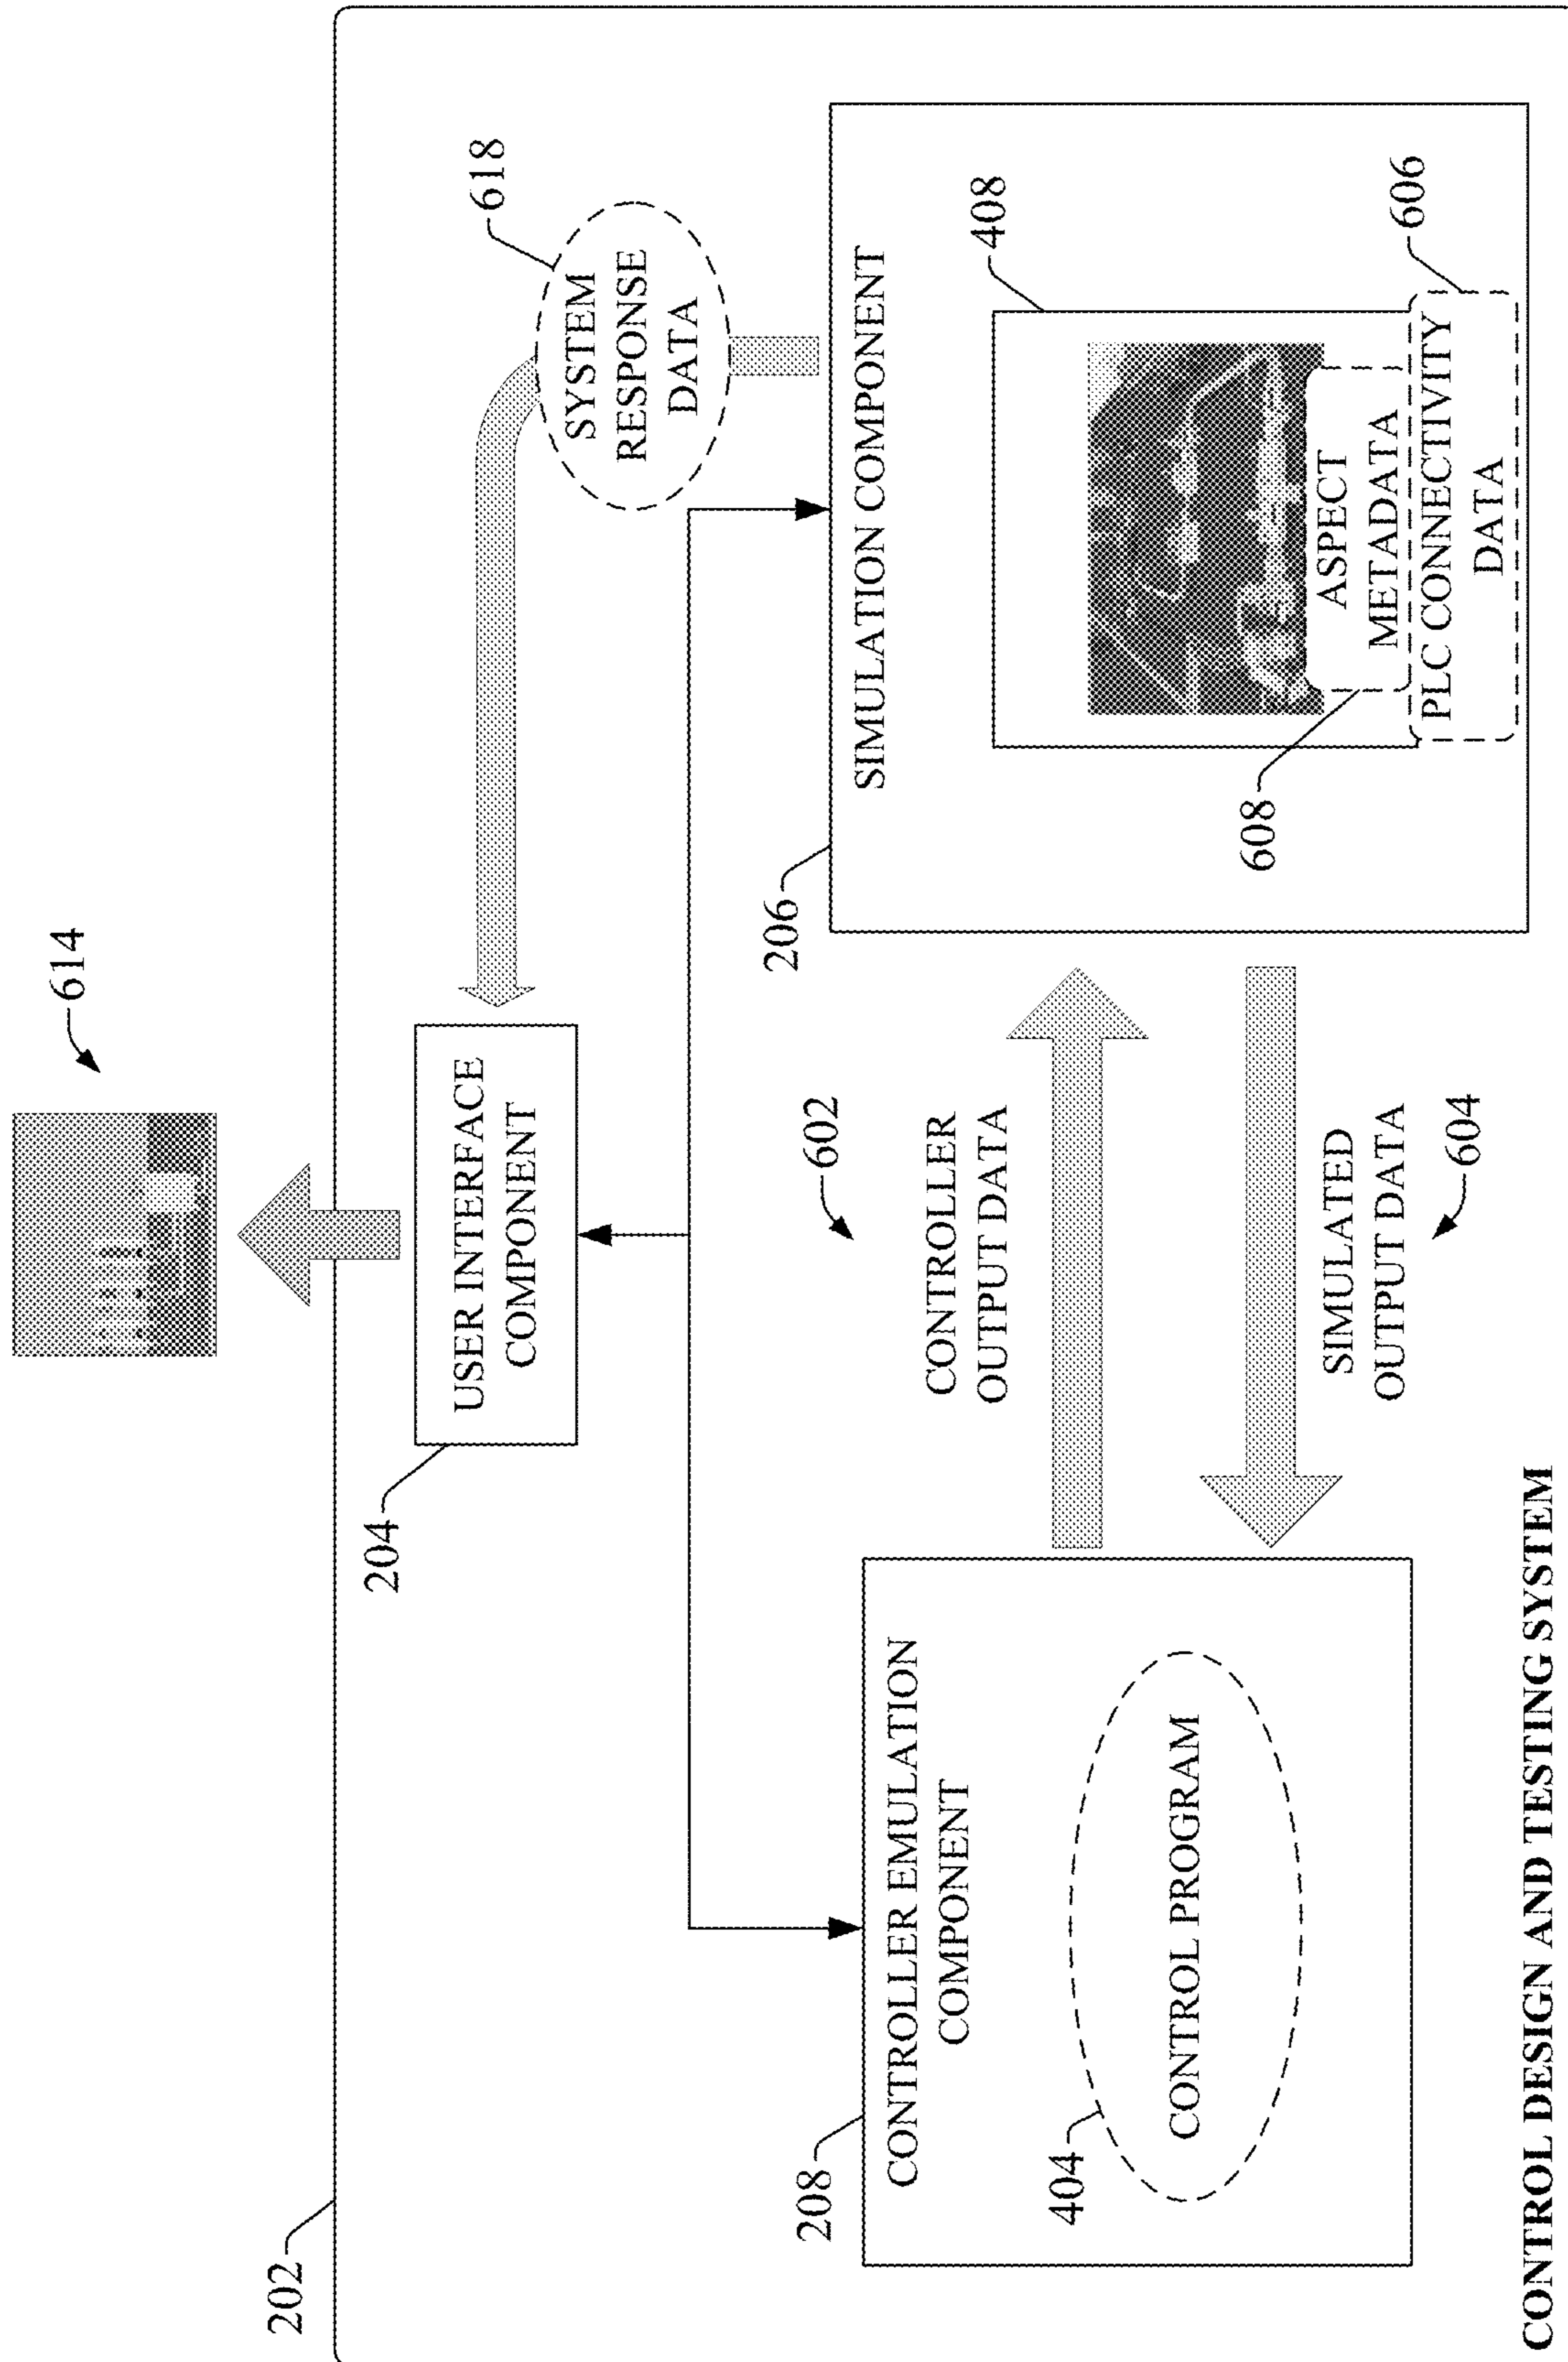 614
202
204
USER INTERFACE
COMPONENT
618
SYSTEM
RESPONSE
DATA
208
CONTROLLER EMULATION
COMPONENT
404
CONTROL PROGRAM
602
CONTROLLER
OUTPUT DATA
SIMULATED
OUTPUT DATA
604
206
SIMULATION COMPONENT
408
608
ASPECT
METADATA
PLC CONNECTIVITY
DATA
606
CONTROL DESIGN AND TESTING SYSTEM